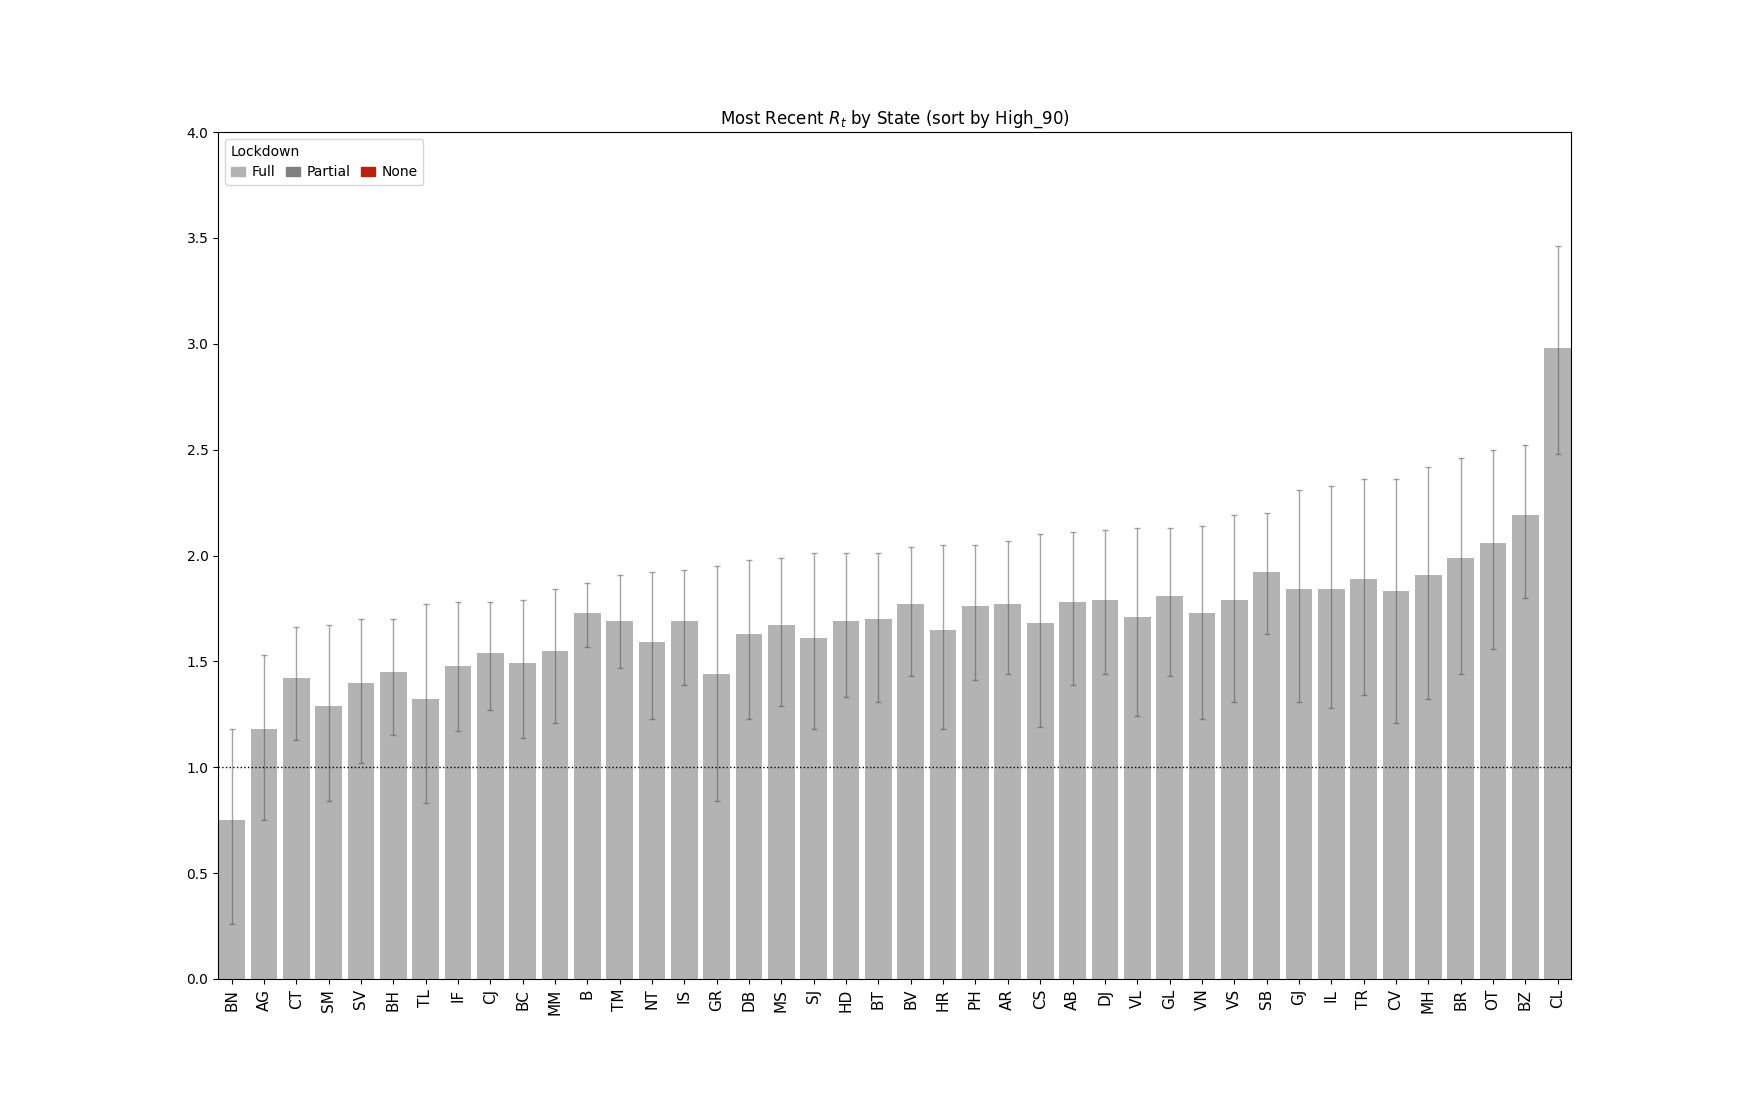 Most Recent Rt by State (sort by High_90)
Lockdown
Full Partial None
4.0
3.5
3.0
2.5
2.0
1.5
1.0
0.5
0.0
BN AG CT SM SV BH TL IF CJ BC MM B TM NT IS GR DB MS SJ HD BT BV HR PH AR CS AB DJ VL GL VN VS SB GJ IL TR CV MH BR OT BZ CL